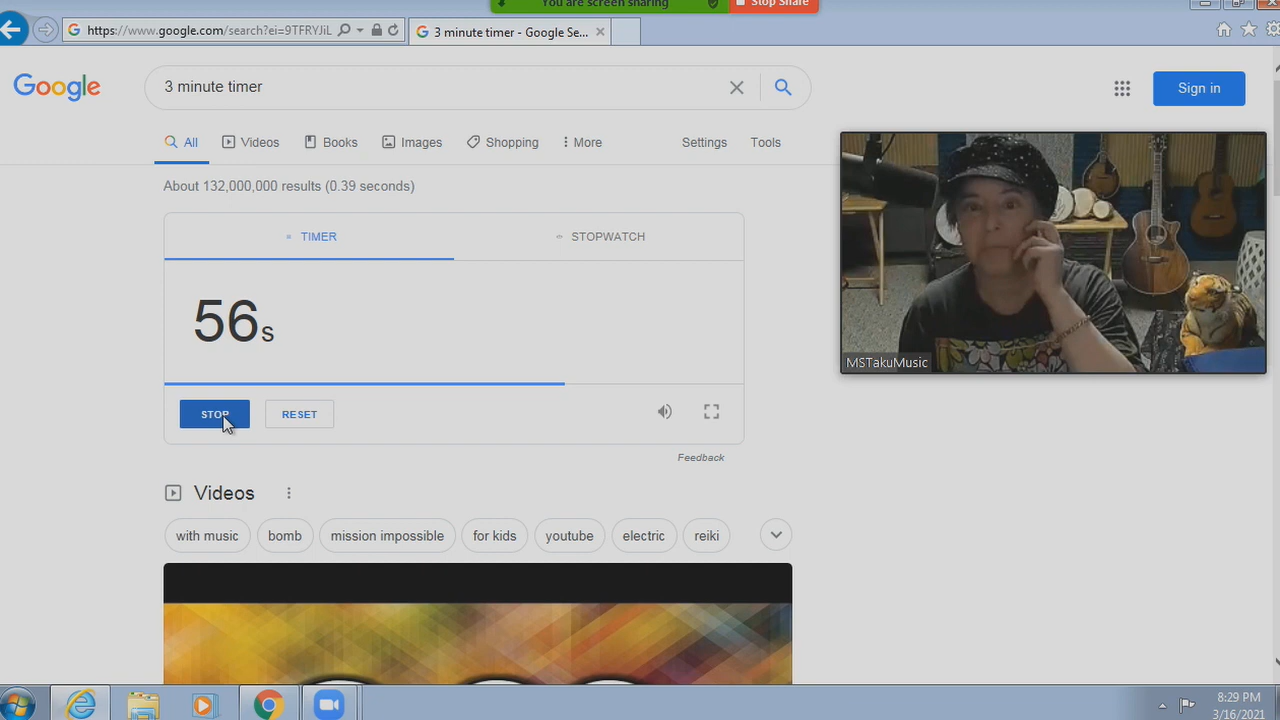 You are screen sharing
Stop Share
https://www.google.com/search?ei=9TFRYJiL
3 minute timer - Google Se...
Google
3 minute timer
Sign in
All
Videos
Books
Images
Shopping
More
Settings
Tools
About 132,000,000 results (0.39 seconds)
TIMER
STOPWATCH
56s
MSTakuMusic
STOP
RESET
Feedback
Videos
with music
bomb
mission impossible
for kids
youtube
electric
reiki
8:29 PM
3/16/2021